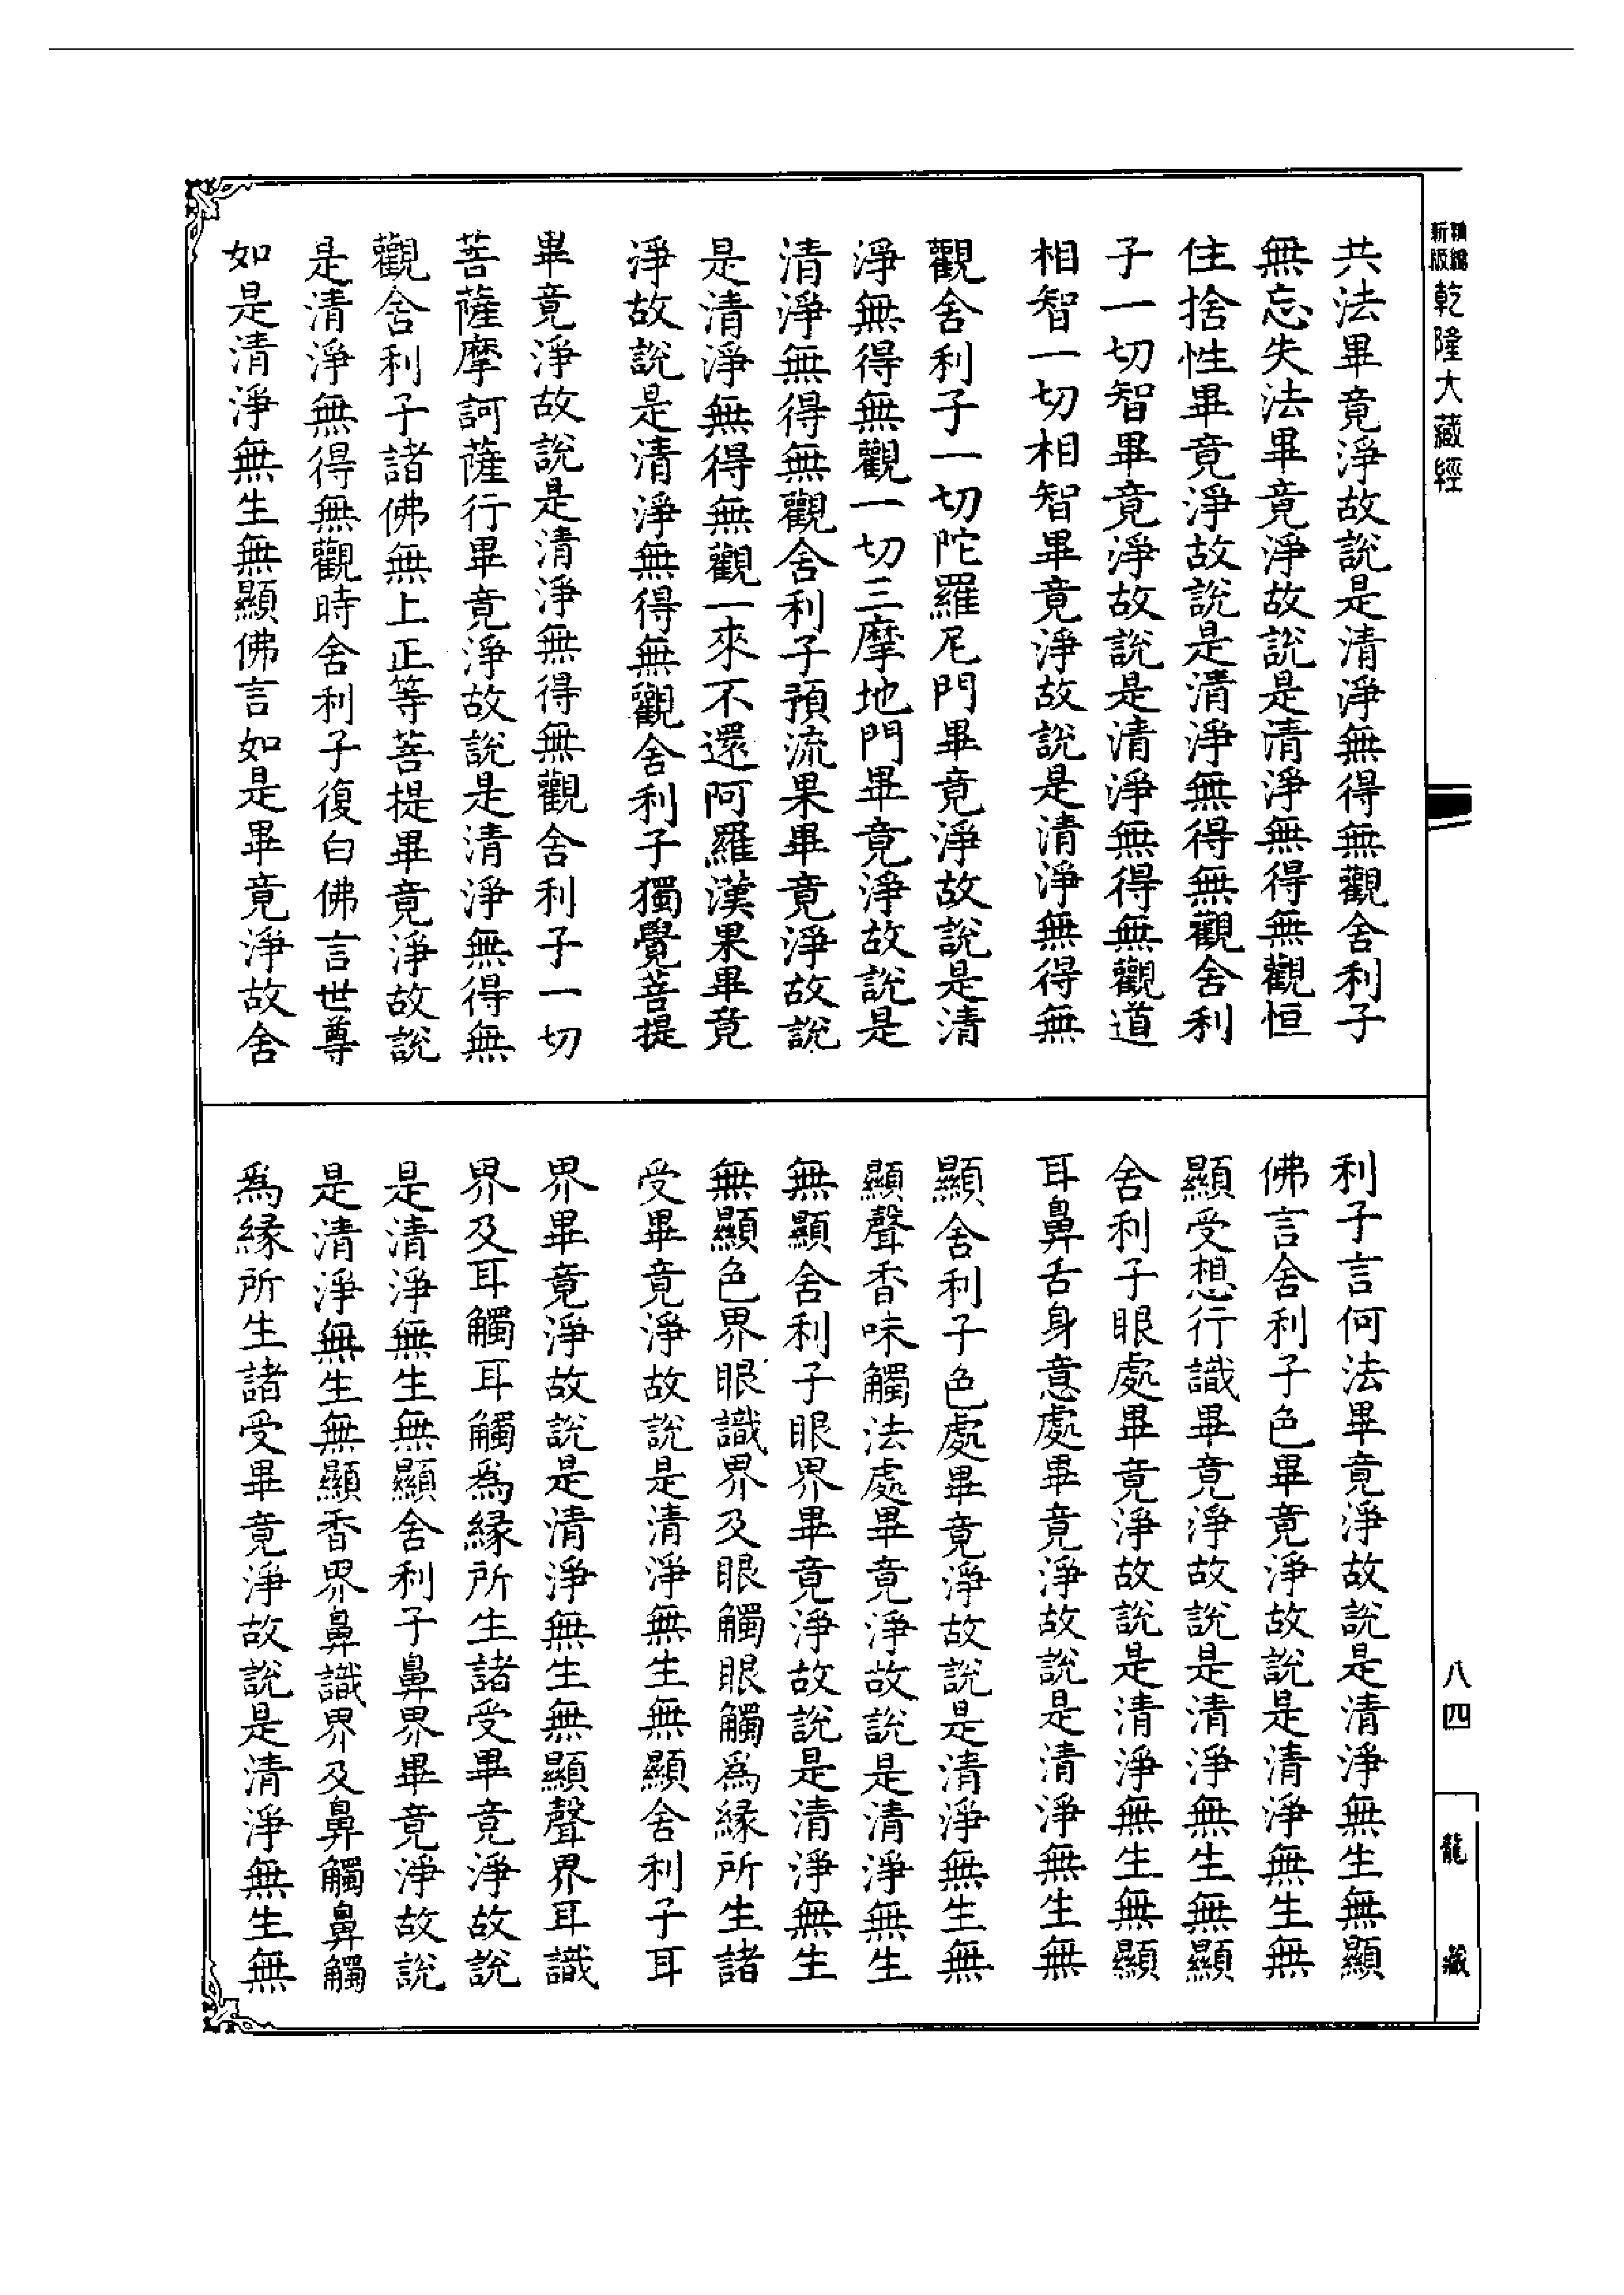 精編
新版
乾隆大藏經
共法畢竟淨故說是清淨無得無觀舍利子
無忘失法畢竟淨故說是清淨無得無觀恒
住捨性畢竟淨故說是清淨無得無觀舍利
子一切智畢竟淨故說是清淨無得無觀道
相智一切相智畢竟淨故說是清淨無得無
觀舍利子一切陀羅尼門畢竟淨故說是清
淨無得無觀一切三摩地門畢竟淨故說是
清淨無得無觀舍利子預流果畢竟淨故說
是清淨無得無觀一來不還阿羅漢果畢竟
淨故說是清淨無得無觀舍利子獨覺菩提
畢竟淨故說是清淨無得無觀舍利子一切
菩薩摩訶薩行畢竟淨故說是清淨無得無
觀舍利子諸佛無上正等菩提畢竟淨故說
是清淨無得無觀時舍利子復白佛言世尊
如是清淨無生無顯佛言如是畢竟淨故舍
利子言何法畢竟淨故說是清淨無生無顯
佛言舍利子色畢竟淨故說是清淨無生無
顯受想行識畢竟淨故說是清淨無生無顯
舍利子眼處畢竟淨故說是清淨無生無顯
耳鼻舌身意處畢竟淨故說是清淨無生無
顯舍利子色處畢竟淨故說是清淨無生無
顯聲香味觸法處畢竟淨故說是清淨無生
無顯舍利子眼界畢竟淨故說是清淨無生
無顯色界眼識界及眼觸眼觸為緣所生諸
受畢竟淨故說是清淨無生無顯舍利子耳
界畢竟淨故說是清淨無生無顯聲界耳識
界及耳觸耳觸為緣所生諸受畢竟淨故說
是清淨無生無顯舍利子鼻界畢竟淨故說
是清淨無生無顯香界鼻識界及鼻觸鼻觸
為緣所生諸受畢竟淨故說是清淨無生無
八四
龍藏